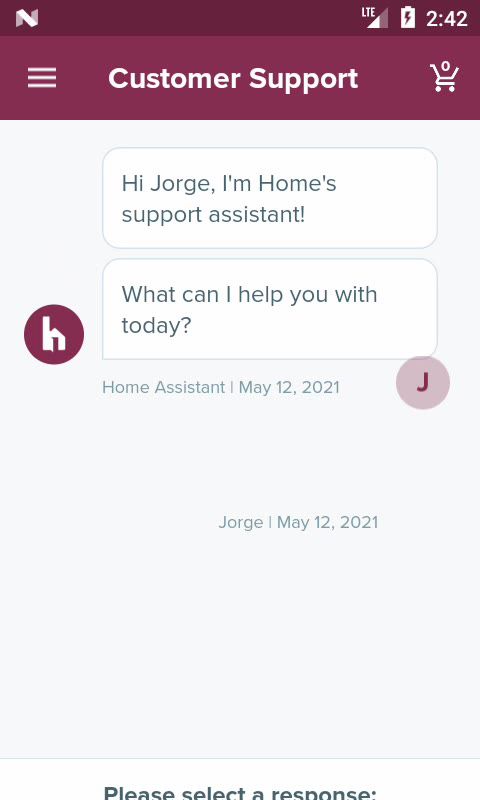 LTE 2:42
Customer Support
0
Hi Jorge, I'm Home's
support assistant!
What can I help you with
today?
h
Home Assistant | May 12, 2021
J
Jorge | May 12, 2021
Please select a response: